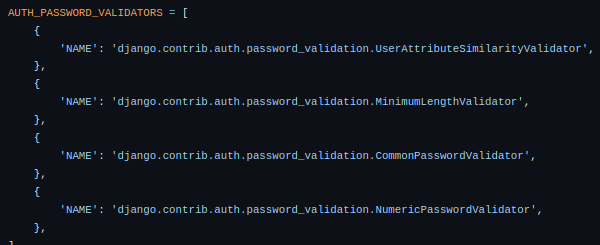 AUTH_PASSWORD_VALIDATORS = [
    {
        'NAME': 'django.contrib.auth.password_validation.UserAttributeSimilarityValidator',
    },
    {
        'NAME': 'django.contrib.auth.password_validation.MinimumLengthValidator',
    },
    {
        'NAME': 'django.contrib.auth.password_validation.CommonPasswordValidator',
    },
    {
        'NAME': 'django.contrib.auth.password_validation.NumericPasswordValidator',
    },
]